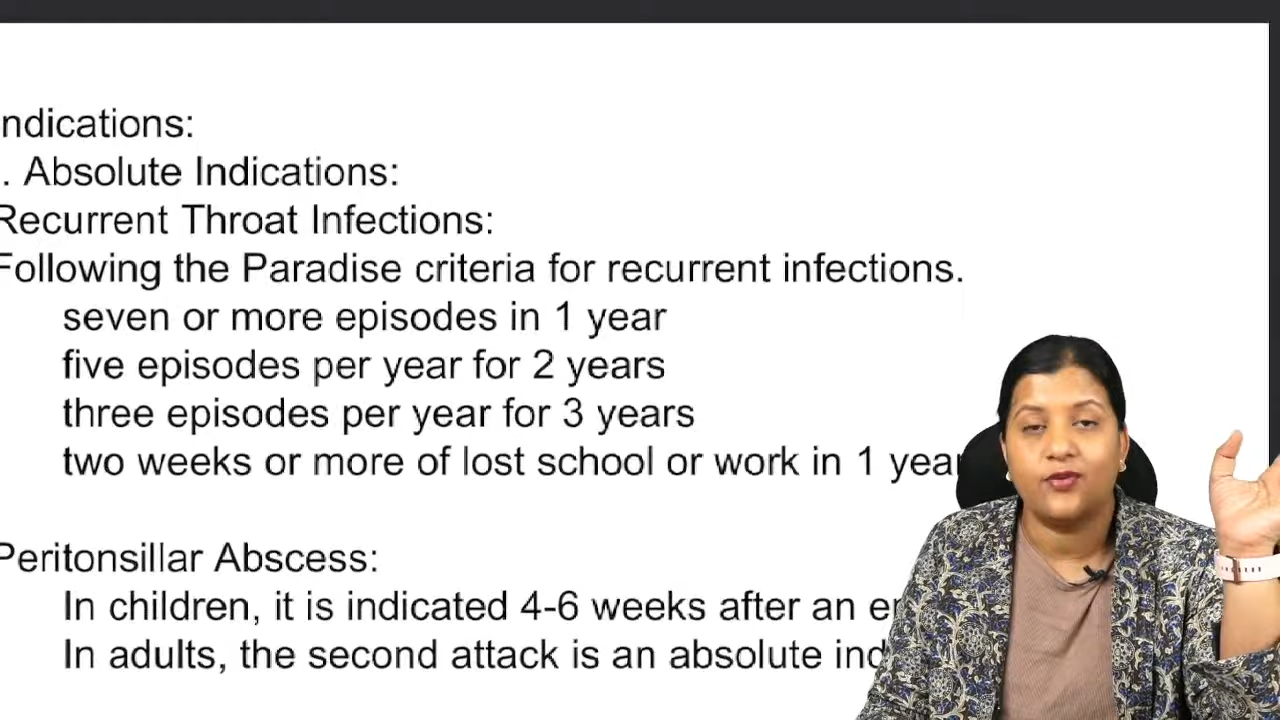 ndications:
. Absolute Indications:
Recurrent Throat Infections:
Following the Paradise criteria for recurrent infections.
seven or more episodes in 1 year
five episodes per year for 2 years
three episodes per year for 3 years
two weeks or more of lost school or work in 1 year
Peritonsillar Abscess:
In children, it is indicated 4-6 weeks after an
In adults, the second attack is an absolute